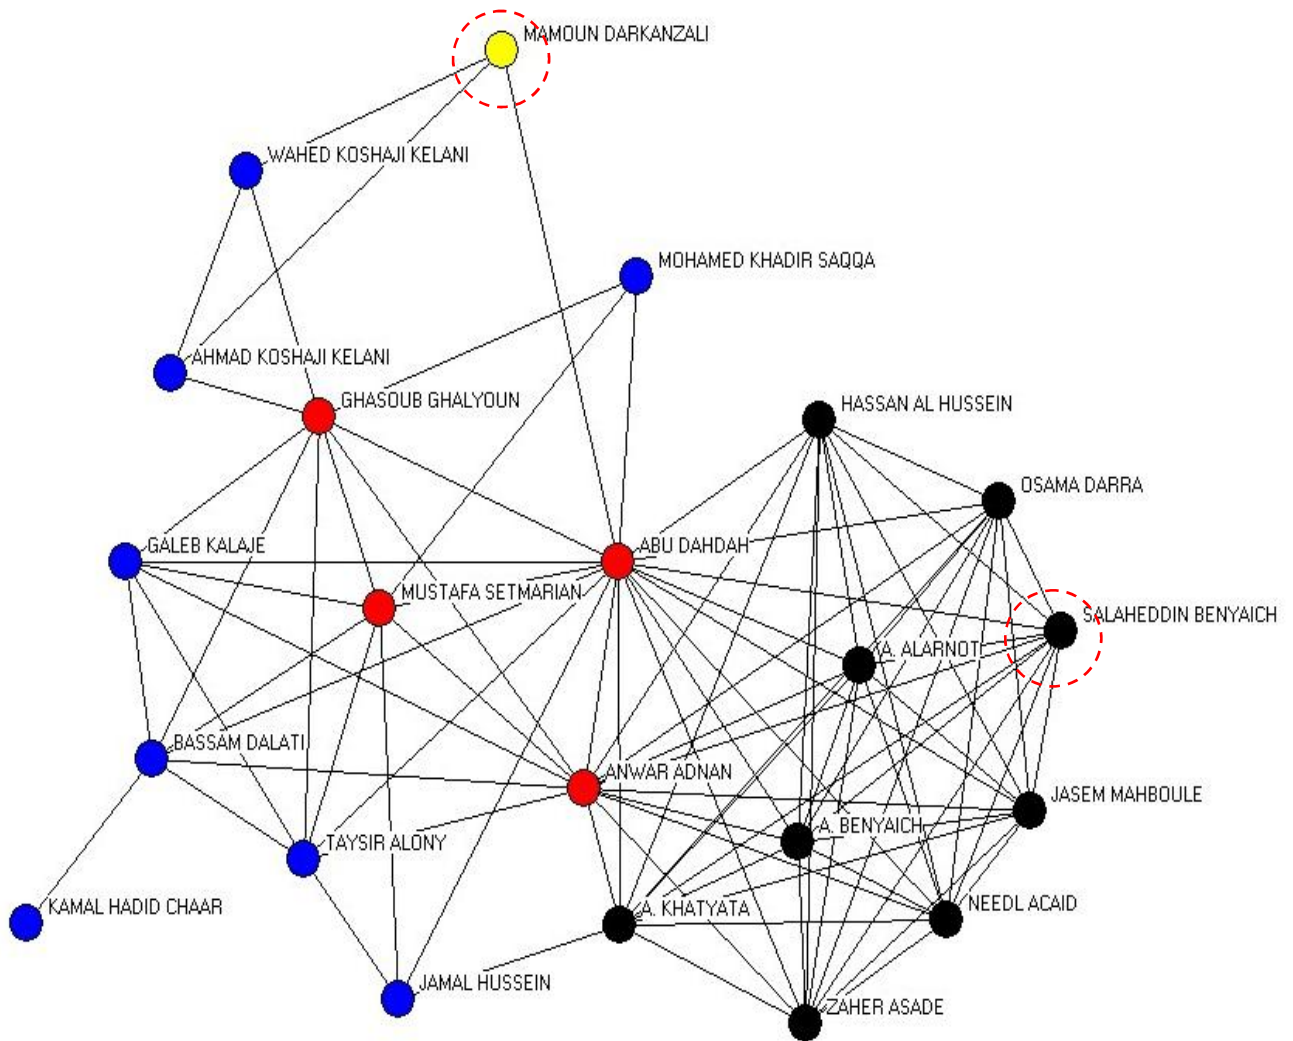 MAMOUN DARKANZALI
WAHED KOSHAJI KELANI
MOHAMED KHADIR SAQQA
AHMAD KOSHAJI KELANI
GHASOUB GHALYOUN
HASSAN AL HUSSEIN
OSAMA DARRA
GALEB KALAJE
ABU DAHDAH
MUSTAFA SETMARIAN
SALAHEDDIN BENYAICH
A. ALARNOTI
BASSAM DALATI
ANWAR ADNAN
JASEM MAHBOULE
A. BENYAICH
TAYSIR ALONY
KAMAL HADID CHAAR
A. KHATYATA
NEEDL ACAID
JAMAL HUSSEIN
ZAHER ASADE